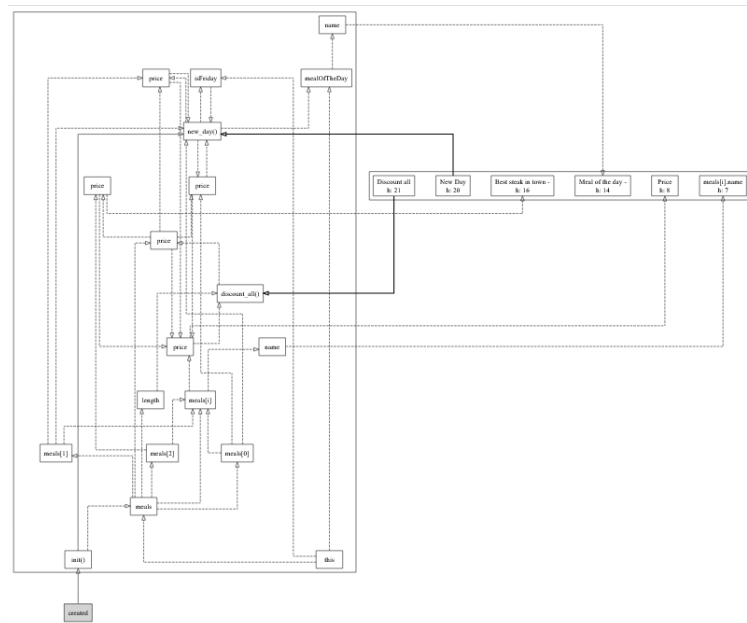 name
price
isFriday
mealOfTheDay
new_day()
price
price
Discount all
h: 21
New Day
h: 20
Best steak in town -
h: 16
Meal of the day -
h: 14
Price
h: 8
meals[i].name
h: 7
price
discount_all()
price
name
length
meals[i]
meals[1]
meals[2]
meals[0]
meals
init()
this
created